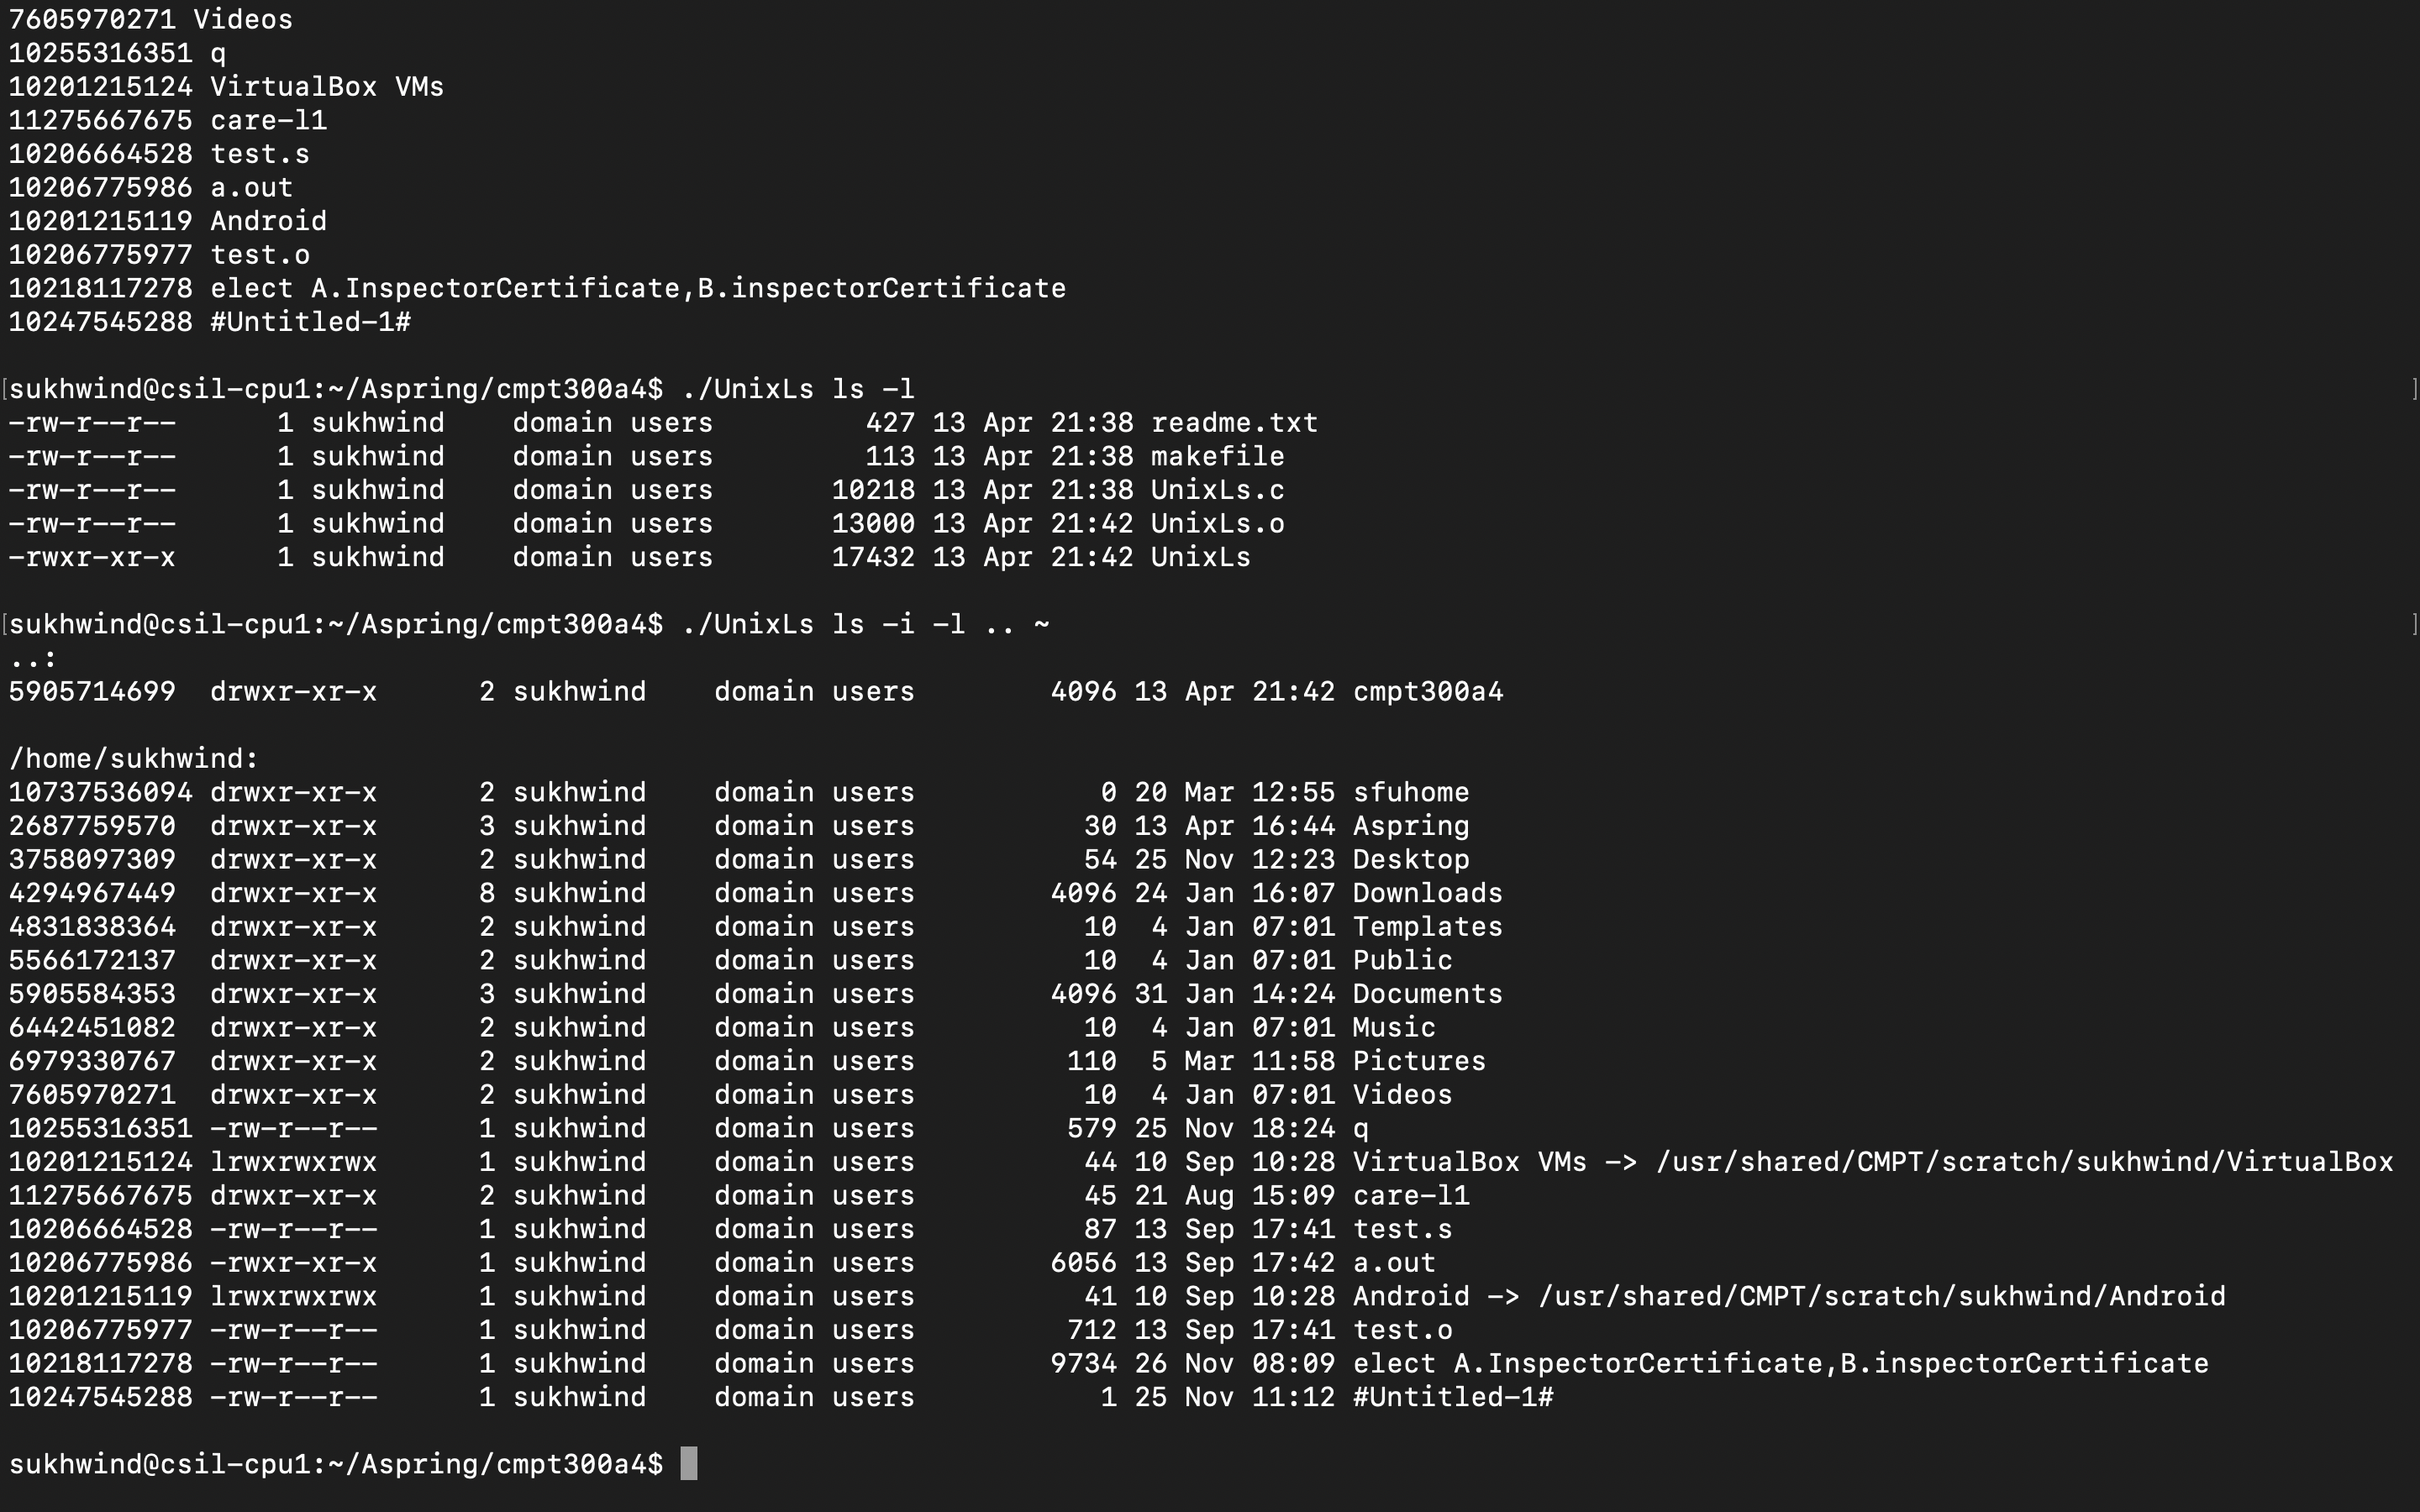 7605970271 Videos
10255316351 q
10201215124 VirtualBox VMs
11275667675 care-l1
10206664528 test.s
10206775986 a.out
10201215119 Android
10206775977 test.o
10218117278 elect A.InspectorCertificate,B.inspectorCertificate
10247545288 #Untitled-1#
[sukhwind@csil-cpu1:~/Aspring/cmpt300a4$ ./UnixLs ls -l ]
-rw-r--r-- 1 sukhwind domain users 427 13 Apr 21:38 readme.txt
-rw-r--r-- 1 sukhwind domain users 113 13 Apr 21:38 makefile
-rw-r--r-- 1 sukhwind domain users 10218 13 Apr 21:38 UnixLs.c
-rw-r--r-- 1 sukhwind domain users 13000 13 Apr 21:42 UnixLs.o
-rwxr-xr-x 1 sukhwind domain users 17432 13 Apr 21:42 UnixLs
[sukhwind@csil-cpu1:~/Aspring/cmpt300a4$ ./UnixLs ls -i -l .. ~ ]
..:
5905714699 drwxr-xr-x 2 sukhwind domain users 4096 13 Apr 21:42 cmpt300a4
/home/sukhwind:
10737536094 drwxr-xr-x 2 sukhwind domain users 0 20 Mar 12:55 sfuhome
2687759570 drwxr-xr-x 3 sukhwind domain users 30 13 Apr 16:44 Aspring
3758097309 drwxr-xr-x 2 sukhwind domain users 54 25 Nov 12:23 Desktop
4294967449 drwxr-xr-x 8 sukhwind domain users 4096 24 Jan 16:07 Downloads
4831838364 drwxr-xr-x 2 sukhwind domain users 10 4 Jan 07:01 Templates
5566172137 drwxr-xr-x 2 sukhwind domain users 10 4 Jan 07:01 Public
5905584353 drwxr-xr-x 3 sukhwind domain users 4096 31 Jan 14:24 Documents
6442451082 drwxr-xr-x 2 sukhwind domain users 10 4 Jan 07:01 Music
6979330767 drwxr-xr-x 2 sukhwind domain users 110 5 Mar 11:58 Pictures
7605970271 drwxr-xr-x 2 sukhwind domain users 10 4 Jan 07:01 Videos
10255316351 -rw-r--r-- 1 sukhwind domain users 579 25 Nov 18:24 q
10201215124 lrwxrwxrwx 1 sukhwind domain users 44 10 Sep 10:28 VirtualBox VMs -> /usr/shared/CMPT/scratch/sukhwind/VirtualBox
11275667675 drwxr-xr-x 2 sukhwind domain users 45 21 Aug 15:09 care-l1
10206664528 -rw-r--r-- 1 sukhwind domain users 87 13 Sep 17:41 test.s
10206775986 -rwxr-xr-x 1 sukhwind domain users 6056 13 Sep 17:42 a.out
10201215119 lrwxrwxrwx 1 sukhwind domain users 41 10 Sep 10:28 Android -> /usr/shared/CMPT/scratch/sukhwind/Android
10206775977 -rw-r--r-- 1 sukhwind domain users 712 13 Sep 17:41 test.o
10218117278 -rw-r--r-- 1 sukhwind domain users 9734 26 Nov 08:09 elect A.InspectorCertificate,B.inspectorCertificate
10247545288 -rw-r--r-- 1 sukhwind domain users 1 25 Nov 11:12 #Untitled-1#
sukhwind@csil-cpu1:~/Aspring/cmpt300a4$